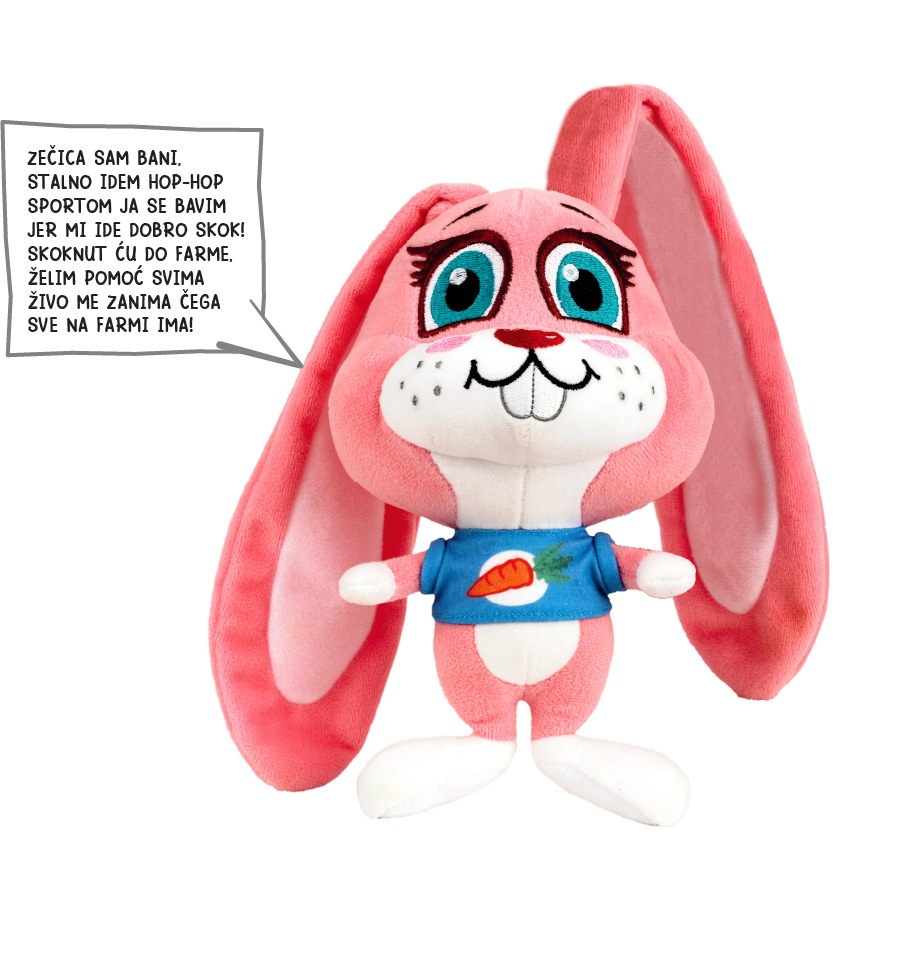 ZEČICA SAM BANI,
STALNO IDEM HOP-HOP
SPORTOM JA SE BAVIM
JER MI IDE DOBRO SKOK!
SKOKNUT ĆU DO FARME,
ŽELIM POMOĆ SVIMA
ŽIVO ME ZANIMA ČEGA
SVE NA FARMI IMA!